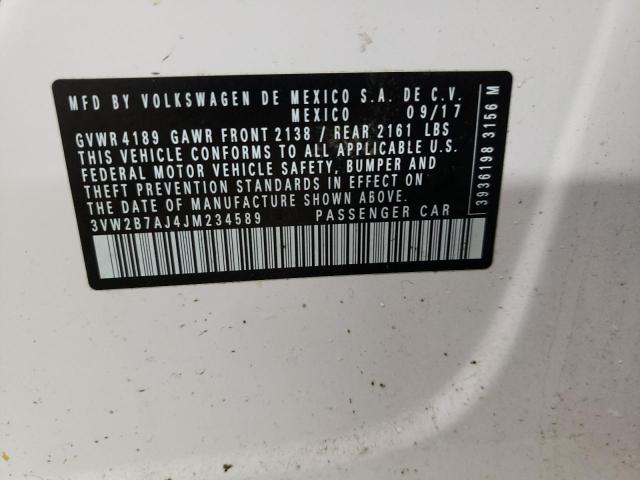 MFD BY VOLKSWAGEN DE MEXICO S.A. DE C.V.
MEXICO 09/17
GVWR 4189 GAWR FRONT 2138 / REAR 2161 LBS
THIS VEHICLE CONFORMS TO ALL APPLICABLE U.S.
FEDERAL MOTOR VEHICLE SAFETY, BUMPER AND
THEFT PREVENTION STANDARDS IN EFFECT ON
THE DATE OF MANUFACTURE SHOWN ABOVE.
3VW2B7AJ4JM234589 PASSENGER CAR
3936198 3156 M